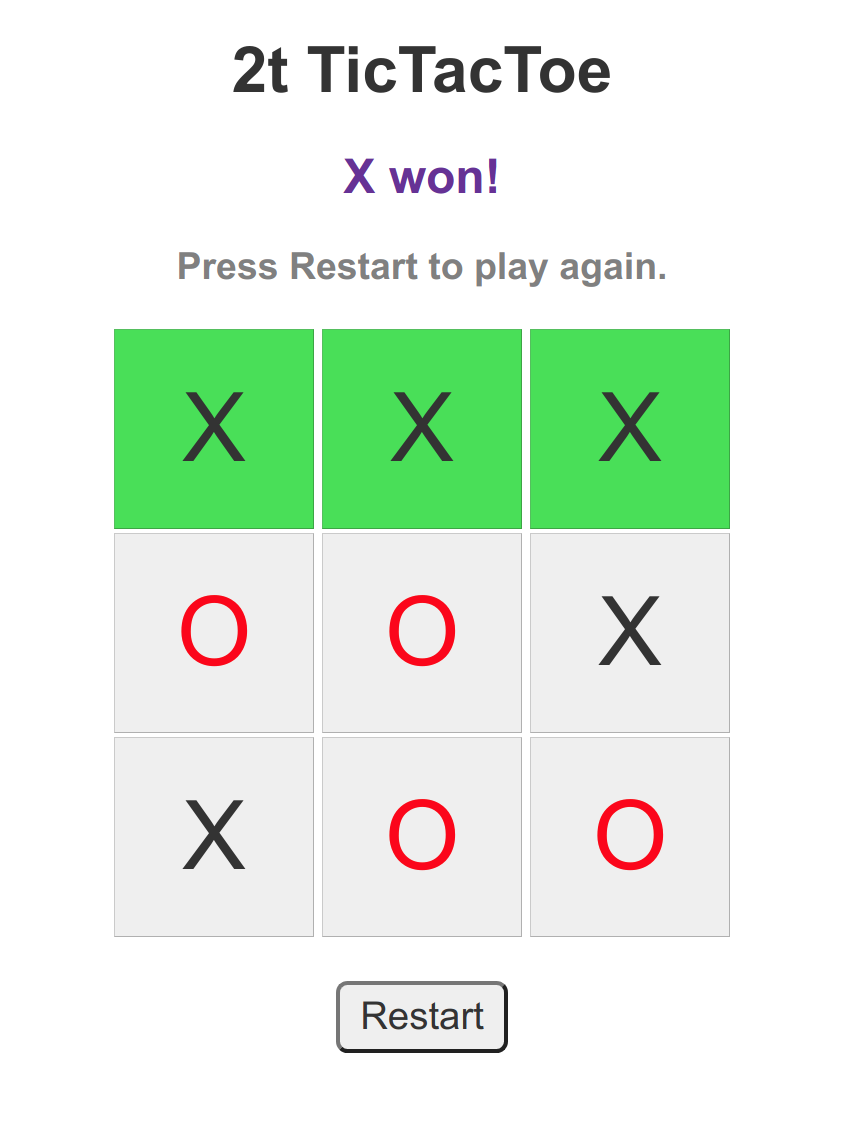 2t TicTacToe
X won!
Press Restart to play again.
X X X
O O X
X O O
Restart